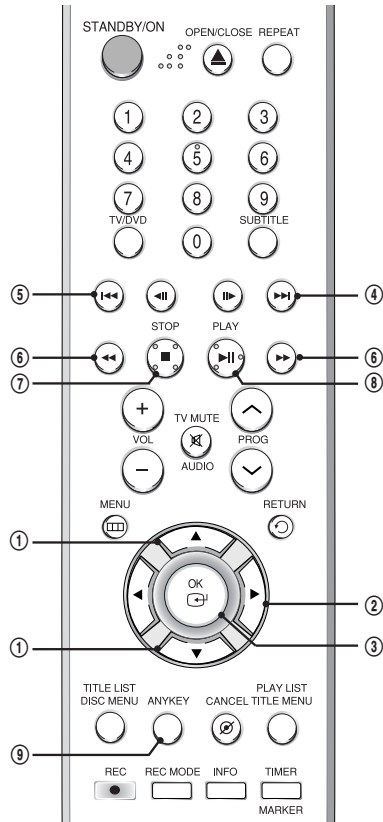 STANDBY/ON
OPEN/CLOSE REPEAT
1 2 3
4 5 6
7 8 9
TV/DVD SUBTITLE
0
⑤ ④
STOP PLAY
⑥ ⑥
⑦ ⑧
+
TV MUTE
VOL PROG
−
AUDIO
MENU RETURN
①
OK
②
① ③
TITLE LIST PLAY LIST
DISC MENU ANYKEY CANCEL TITLE MENU
⑨
REC REC MODE INFO TIMER
MARKER